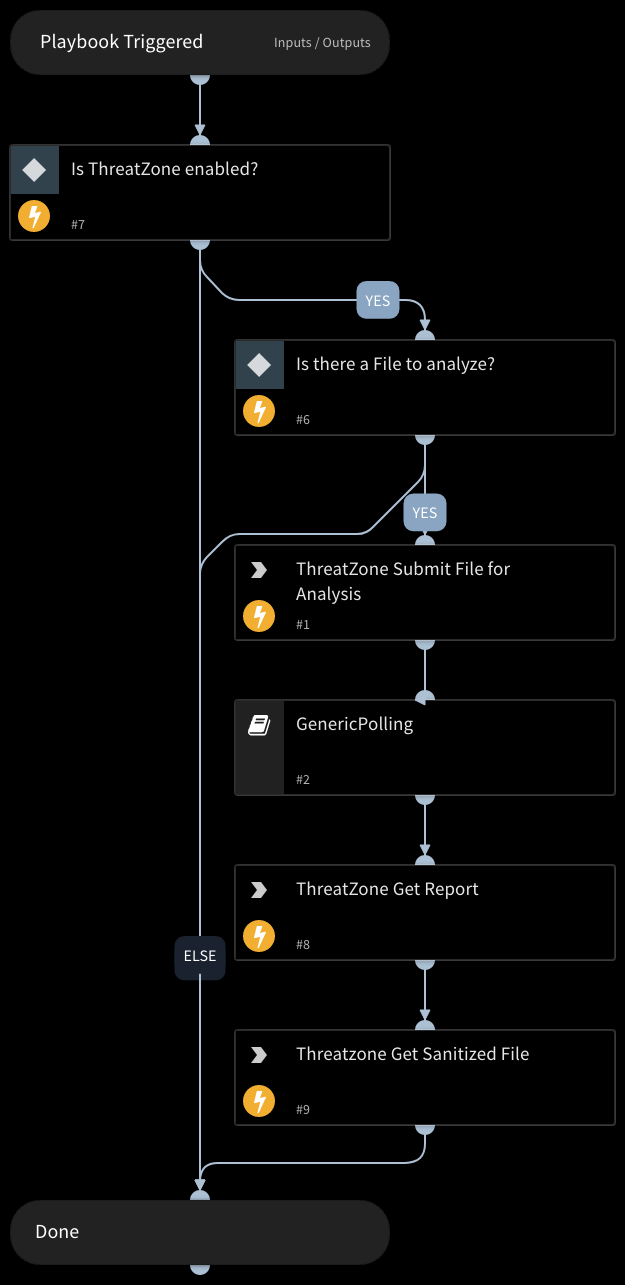 Playbook Triggered
Inputs / Outputs
Is ThreatZone enabled?
#7
YES
Is there a File to analyze?
#6
YES
ThreatZone Submit File for
Analysis
#1
GenericPolling
#2
ThreatZone Get Report
#8
ELSE
Threatzone Get Sanitized File
#9
Done